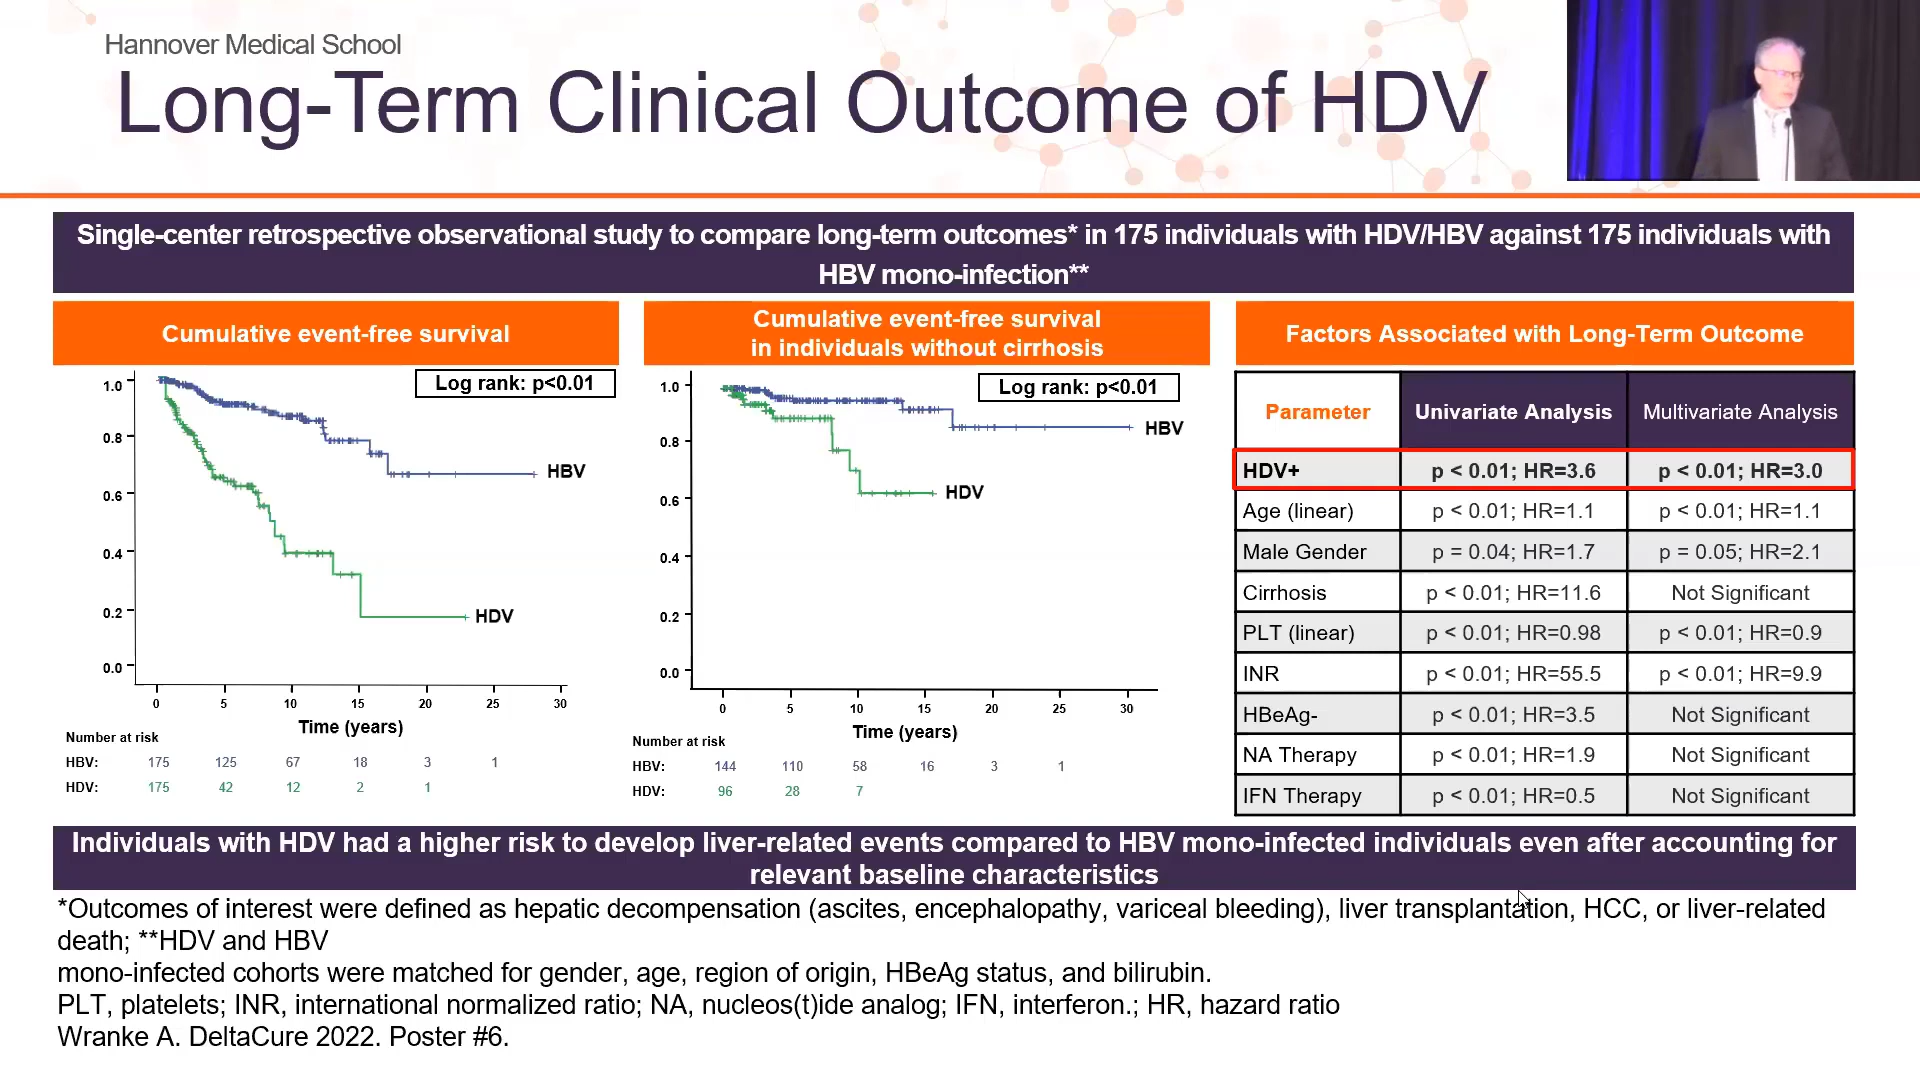 Hannover Medical School
Long-Term Clinical Outcome of HDV
Single-center retrospective observational study to compare long-term outcomes* in 175 individuals with HDV/HBV against 175 individuals with
HBV mono-infection**
Cumulative event-free survival
Log rank: p<0.01
1.0
0.8
0.6
0.4
0.2
0.0
HBV
HDV
0 5 10 15 20 25 30
Time (years)
Number at risk
HBV: 175 125 67 18 3 1
HDV: 175 42 12 2 1
Cumulative event-free survival
in individuals without cirrhosis
Log rank: p<0.01
1.0
0.8
0.6
0.4
0.2
0.0
HBV
HDV
0 5 10 15 20 20 30
Time (years)
Number at risk
HBV: 144 110 58 16 3 1
HDV: 96 28 7
Factors Associated with Long-Term Outcome
Parameter Univariate Analysis Multivariate Analysis
HDV+ p < 0.01; HR=3.6 p < 0.01; HR=3.0
Age (linear) p < 0.01; HR=1.1 p < 0.01; HR=1.1
Male Gender p = 0.04; HR=1.7 p = 0.05; HR=2.1
Cirrhosis p < 0.01; HR=11.6 Not Significant
PLT (linear) p < 0.01; HR=0.98 p < 0.01; HR=0.9
INR p < 0.01; HR=55.5 p < 0.01; HR=9.9
HBeAg- p < 0.01; HR=3.5 Not Significant
NA Therapy p < 0.01; HR=1.9 Not Significant
IFN Therapy p < 0.01; HR=0.5 Not Significant
Individuals with HDV had a higher risk to develop liver-related events compared to HBV mono-infected individuals even after accounting for
relevant baseline characteristics
*Outcomes of interest were defined as hepatic decompensation (ascites, encephalopathy, variceal bleeding), liver transplantation, HCC, or liver-related
death; **HDV and HBV
mono-infected cohorts were matched for gender, age, region of origin, HBeAg status, and bilirubin.
PLT, platelets; INR, international normalized ratio; NA, nucleos(t)ide analog; IFN, interferon.; HR, hazard ratio
Wranke A. DeltaCure 2022. Poster #6.